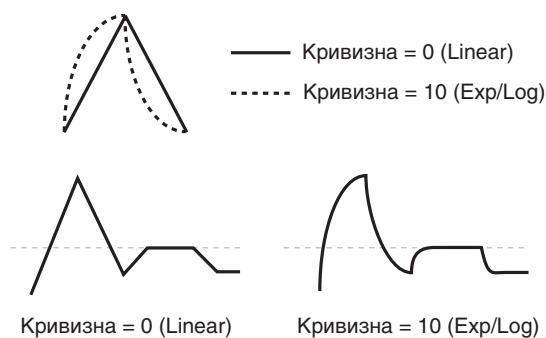 Кривизна = 0 (Linear)
Кривизна = 10 (Exp/Log)
Кривизна = 0 (Linear)
Кривизна = 10 (Exp/Log)